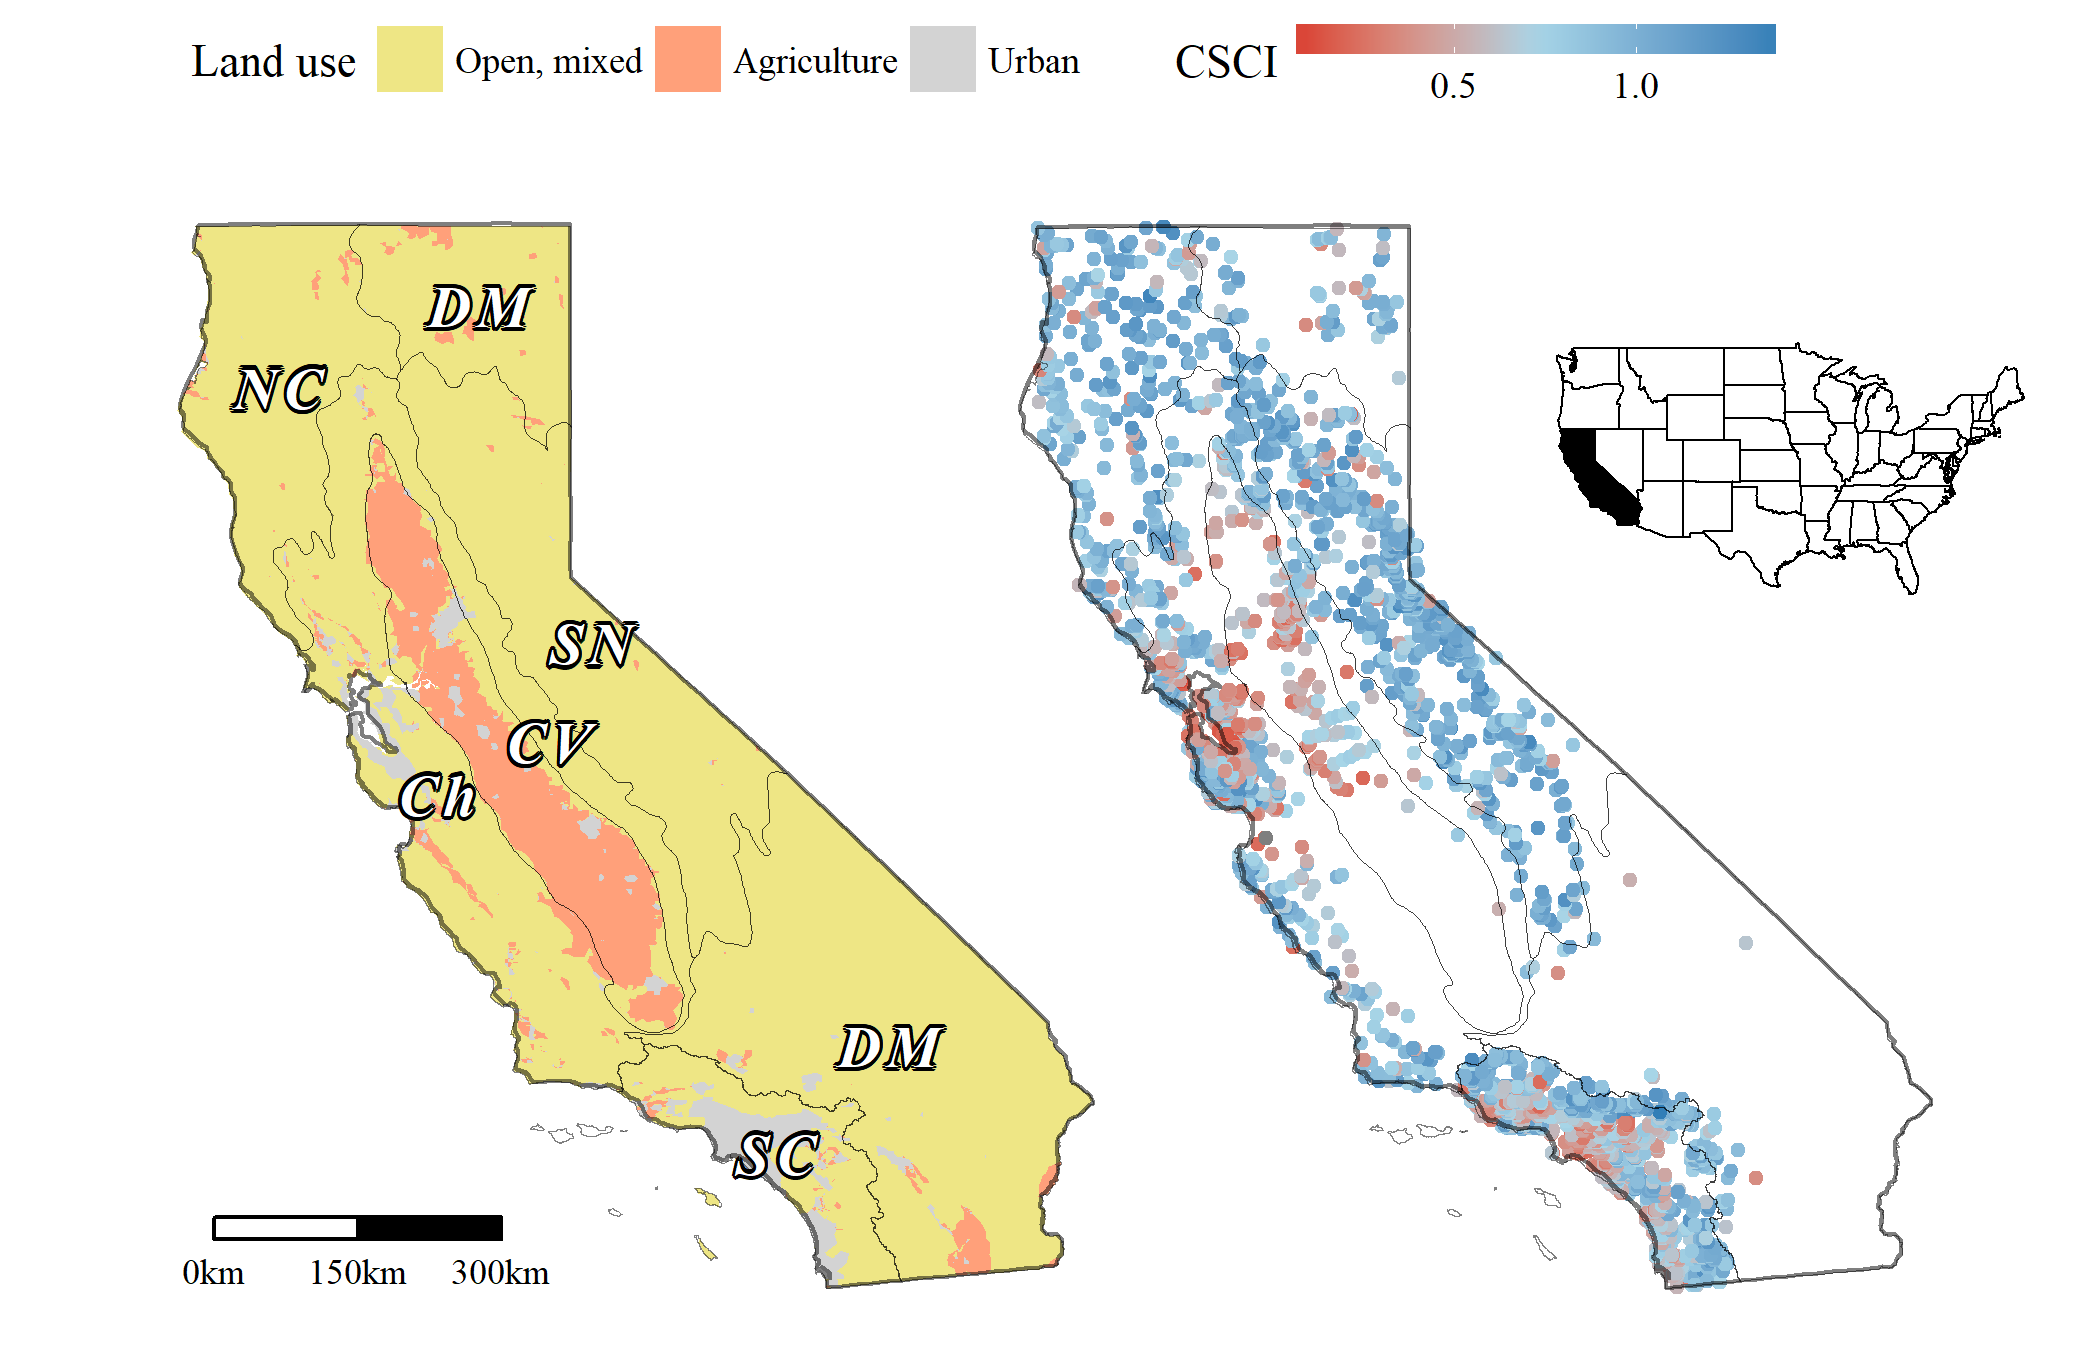 Land use Open, mixed Agriculture Urban CSCI
0.5 1.0
DM
NC
SN
CV
Ch
DM
SC
0km 150km 300km